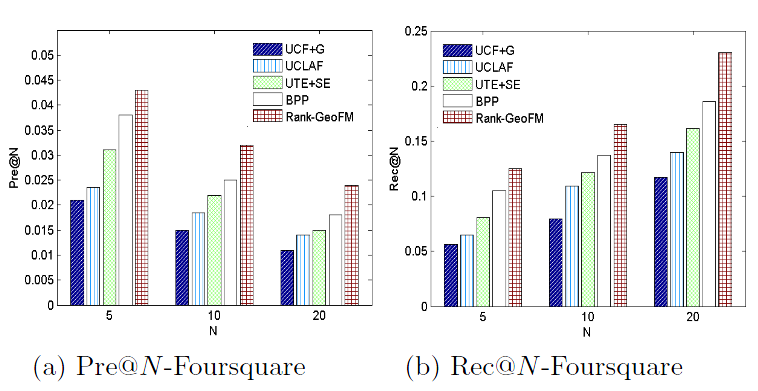 0.05
0.045
0.04
0.035
0.03
0.025
0.02
0.015
0.01
0.005
0
Pre@N
UCF+G
UCLAF
UTE+SE
BPP
Rank-GeoFM
5 10 20
N
(a) Pre@N-Foursquare
0.25
0.2
0.15
0.1
0.05
0
Rec@N
UCF+G
UCLAF
UTE+SE
BPP
Rank-GeoFM
5 10 20
N
(b) Rec@N-Foursquare